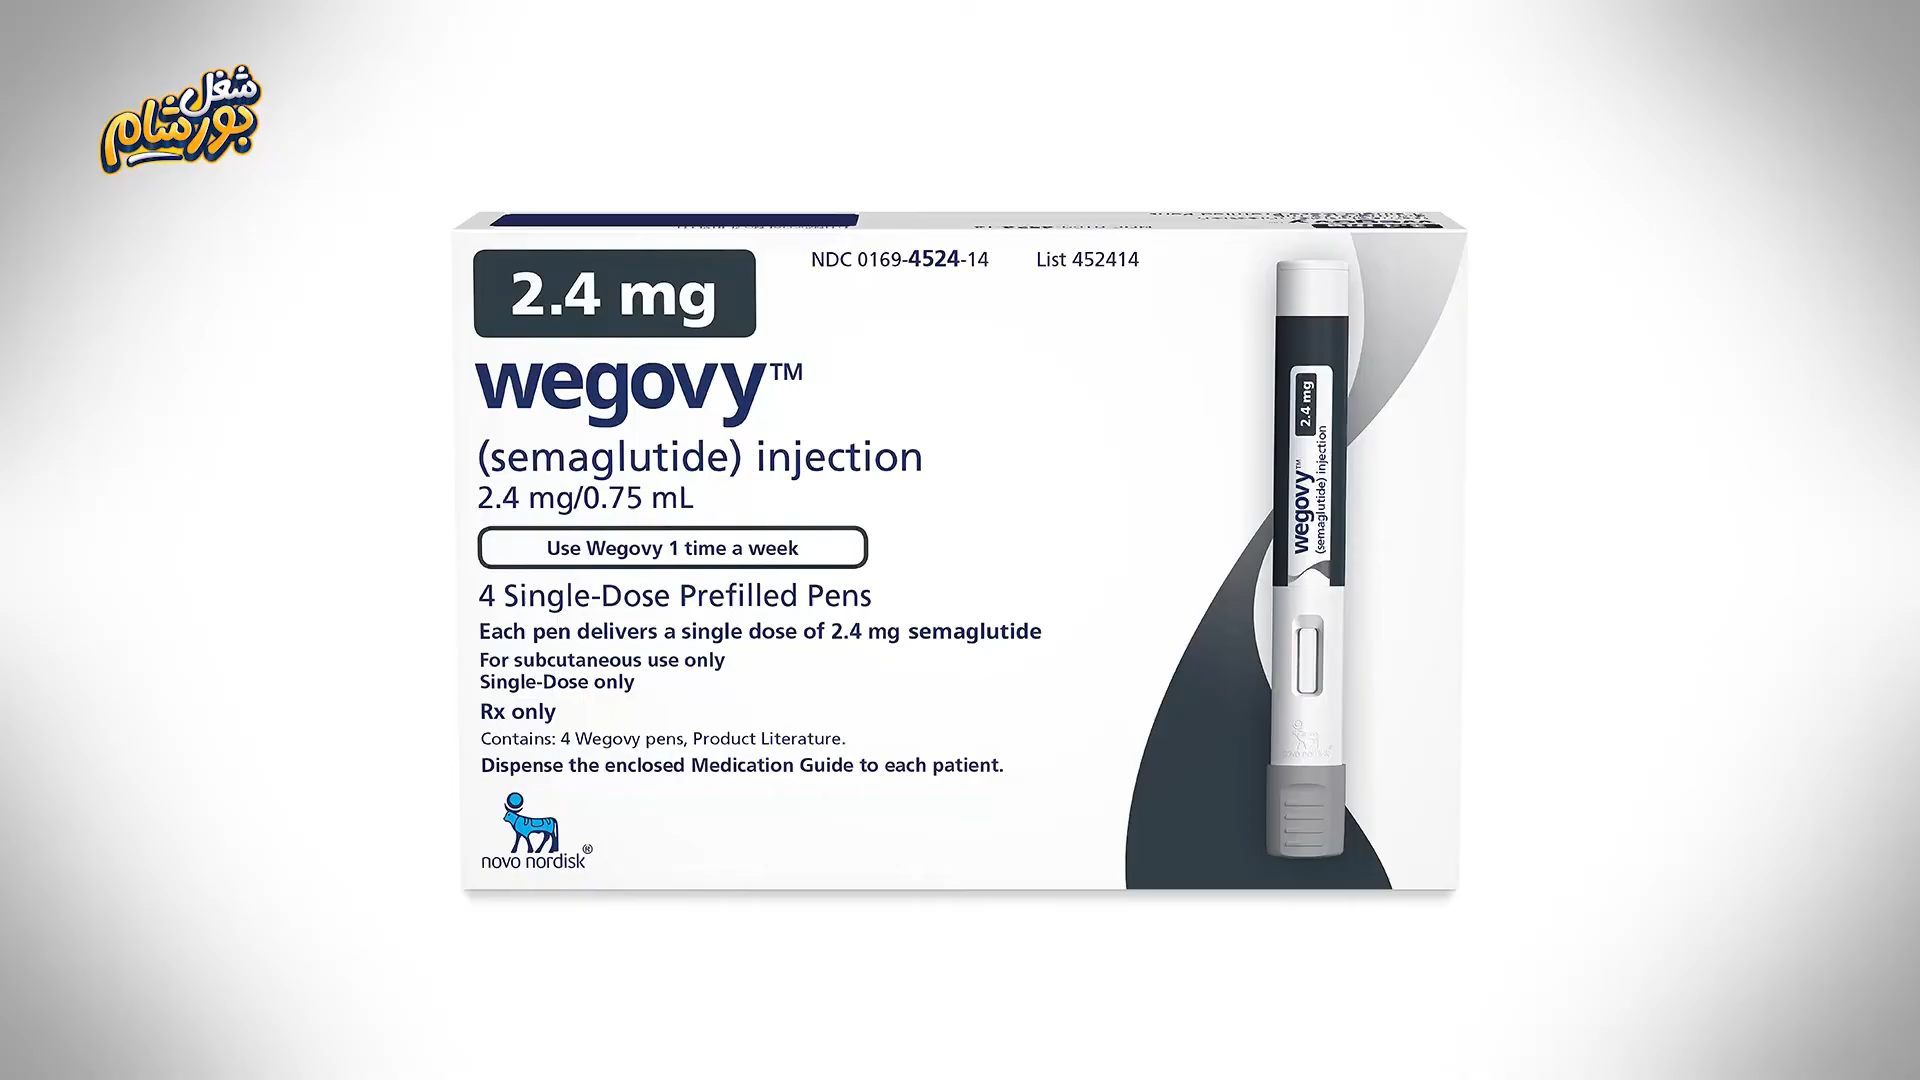 شغل
بورشام
2.4 mg
NDC 0169-4524-14 List 452414
wegovy™
(semaglutide) injection
2.4 mg/0.75 mL
Use Wegovy 1 time a week
4 Single-Dose Prefilled Pens
Each pen delivers a single dose of 2.4 mg semaglutide
For subcutaneous use only
Single-Dose only
Rx only
Contains: 4 Wegovy pens, Product Literature.
Dispense the enclosed Medication Guide to each patient.
novo nordisk®
2.4 mg
wegovy™
(semaglutide) injection